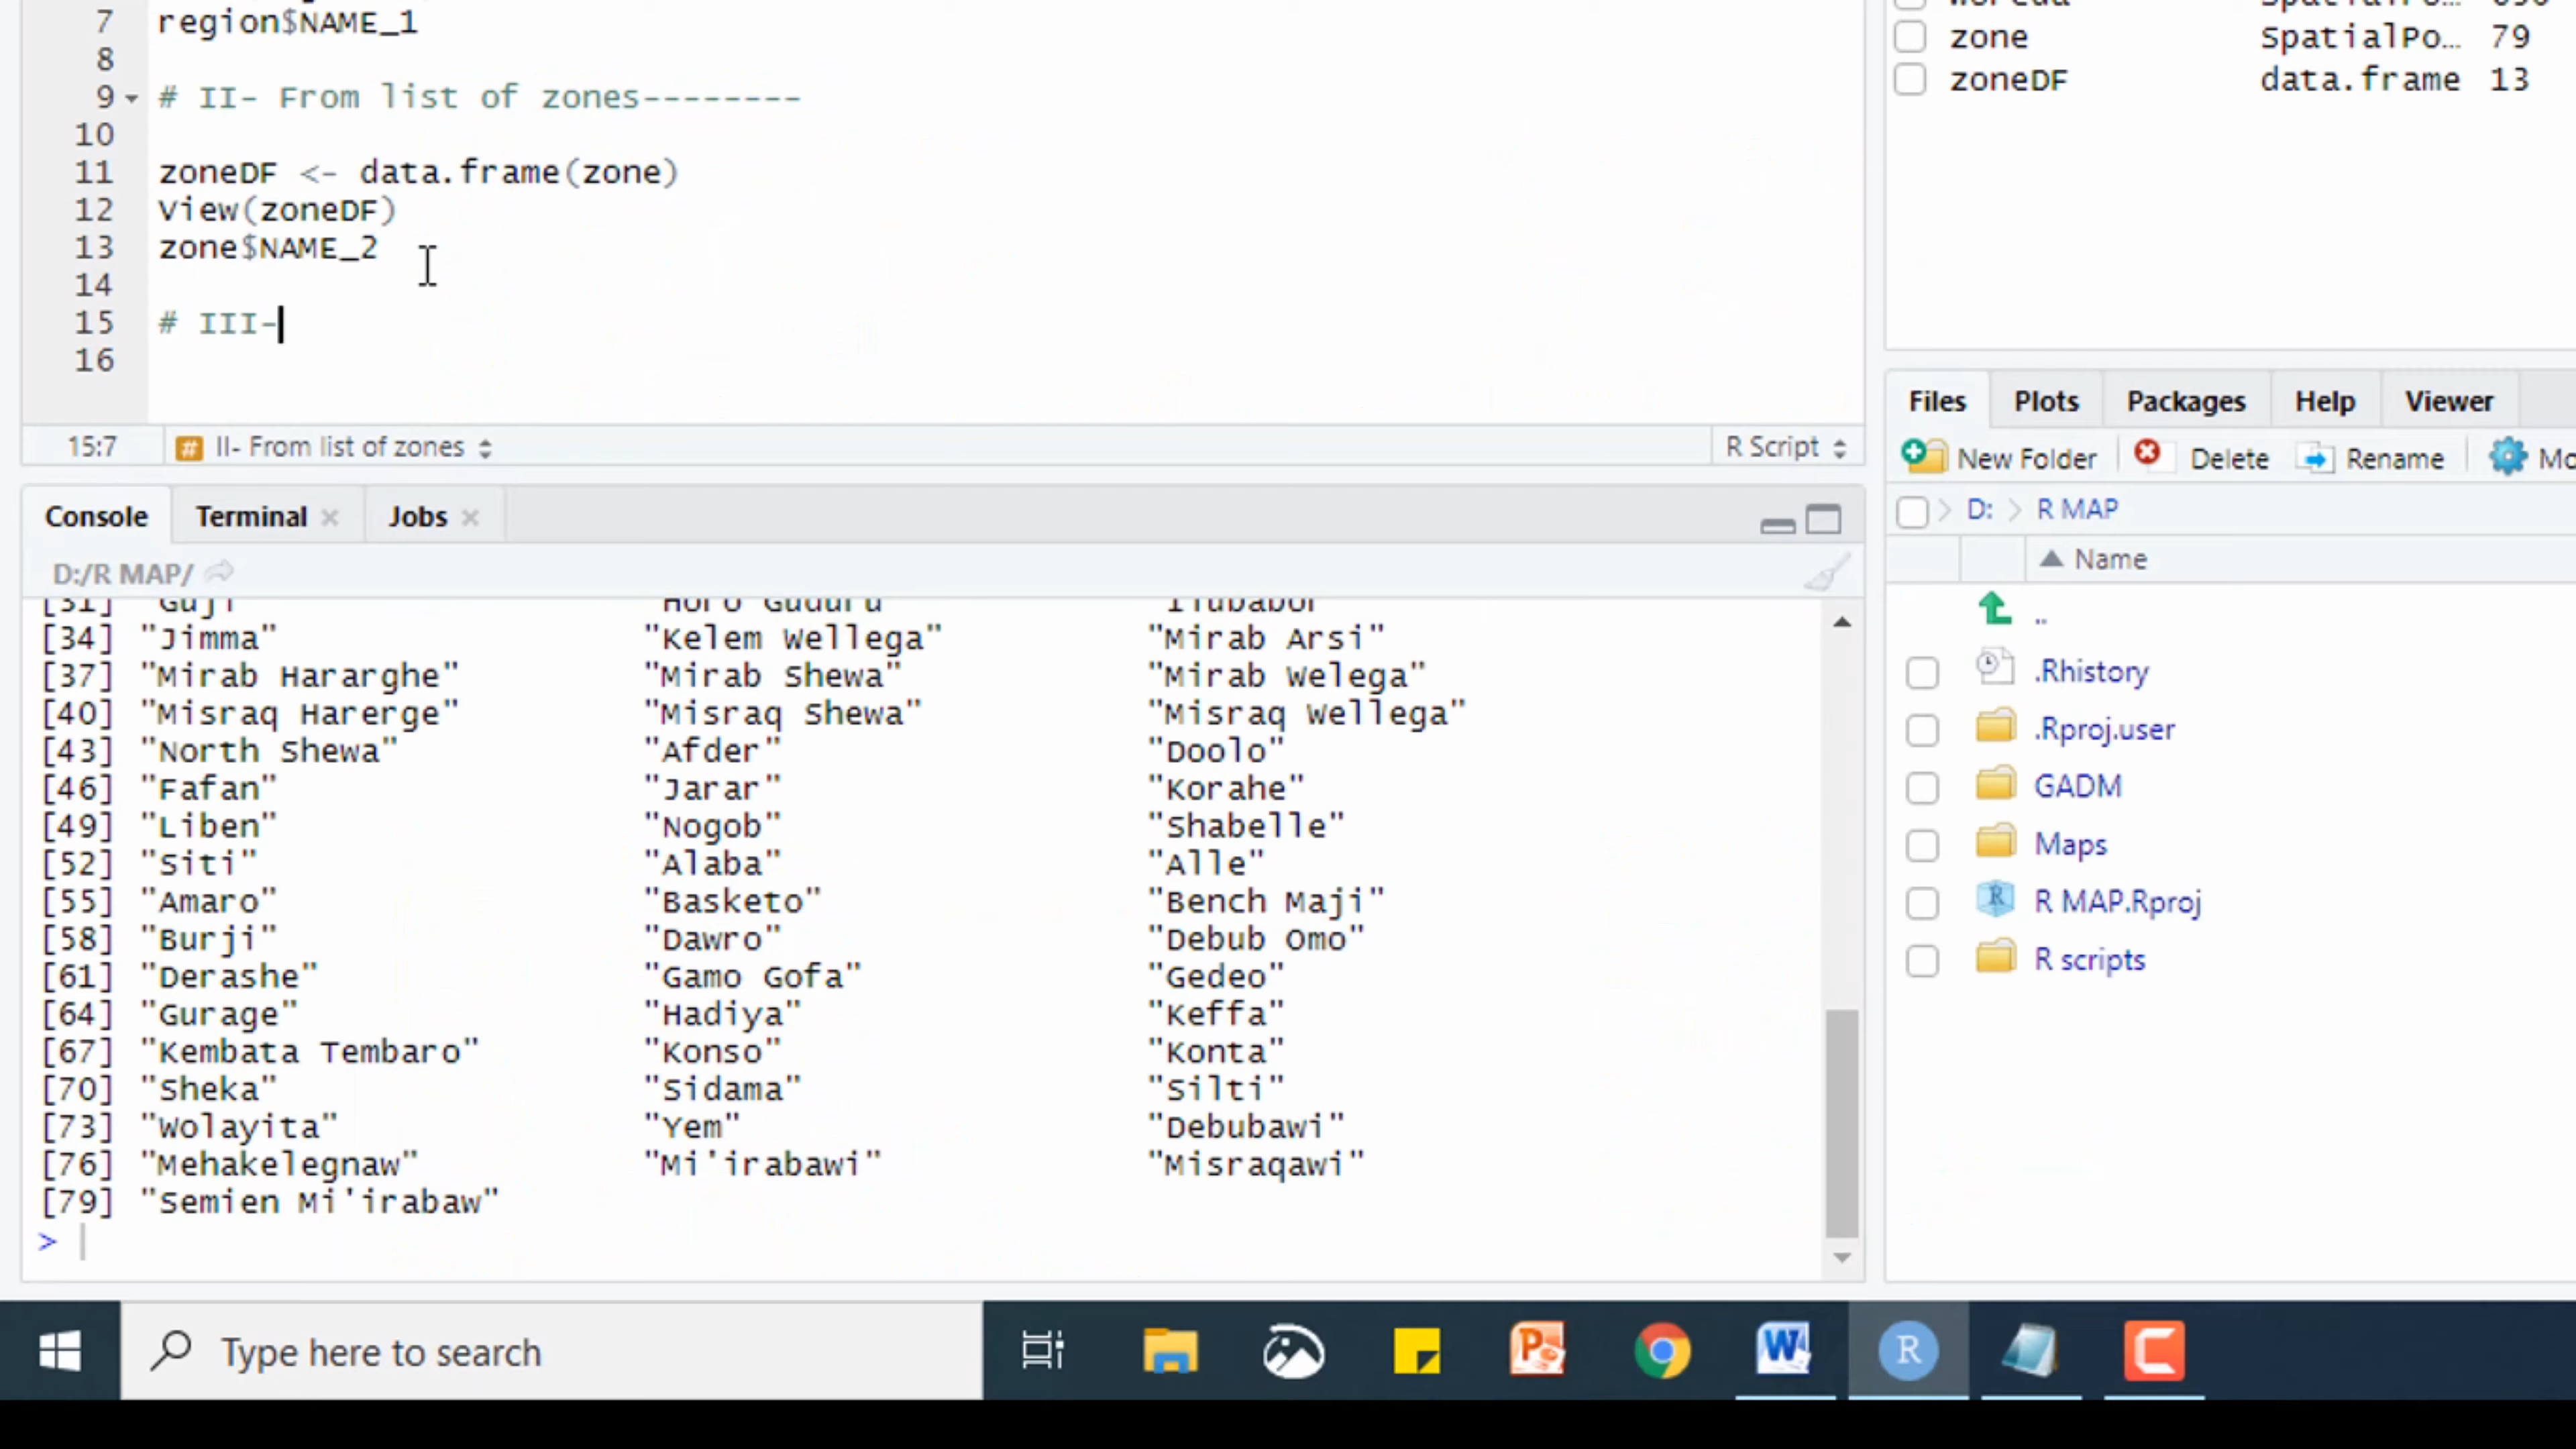 7 region$NAME_1
8
9 # II- From list of zones--------
10
11 zoneDF <- data.frame(zone)
12 View(zoneDF)
13 zone$NAME_2
14
15 # III-
16
15:7 # II- From list of zones R Script
zone SpatialPo… 79
zoneDF data.frame 13
Console Terminal Jobs
D:/R MAP/
[31] "Guji" "Horo Guduru" "Ilubabor"
[34] "Jimma" "Kelem Wellega" "Mirab Arsi"
[37] "Mirab Hararghe" "Mirab Shewa" "Mirab Welega"
[40] "Misraq Harerge" "Misraq Shewa" "Misraq Wellega"
[43] "North Shewa" "Afder" "Doolo"
[46] "Fafan" "Jarar" "Korahe"
[49] "Liben" "Nogob" "Shabelle"
[52] "Siti" "Alaba" "Alle"
[55] "Amaro" "Basketo" "Bench Maji"
[58] "Burji" "Dawro" "Debub Omo"
[61] "Derashe" "Gamo Gofa" "Gedeo"
[64] "Gurage" "Hadiya" "Keffa"
[67] "Kembata Tembaro" "Konso" "Konta"
[70] "Sheka" "Sidama" "Silti"
[73] "Wolayita" "Yem" "Debubawi"
[76] "Mehakelegnaw" "Mi'irabawi" "Misraqawi"
[79] "Semien Mi'irabaw"
>
Files Plots Packages Help Viewer
New Folder Delete Rename Mo
D: R MAP
Name
..
.Rhistory
.Rproj.user
GADM
Maps
R MAP.Rproj
R scripts
Type here to search